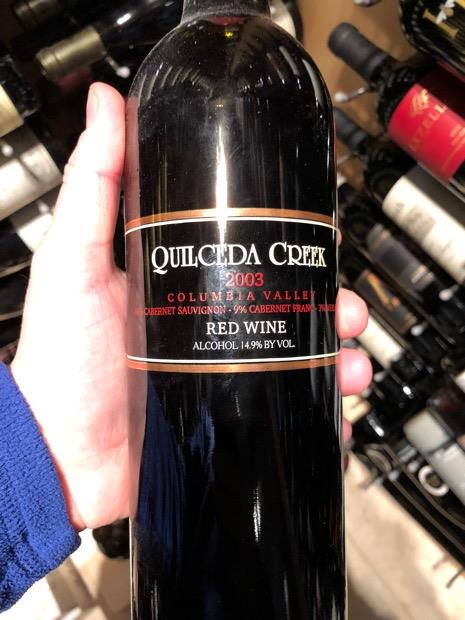 QUILCEDA CREEK
2003
COLUMBIA VALLEY
CABERNET SAUVIGNON - 9% CABERNET FRANC -
RED WINE
ALCOHOL 14.9% BY VOL.